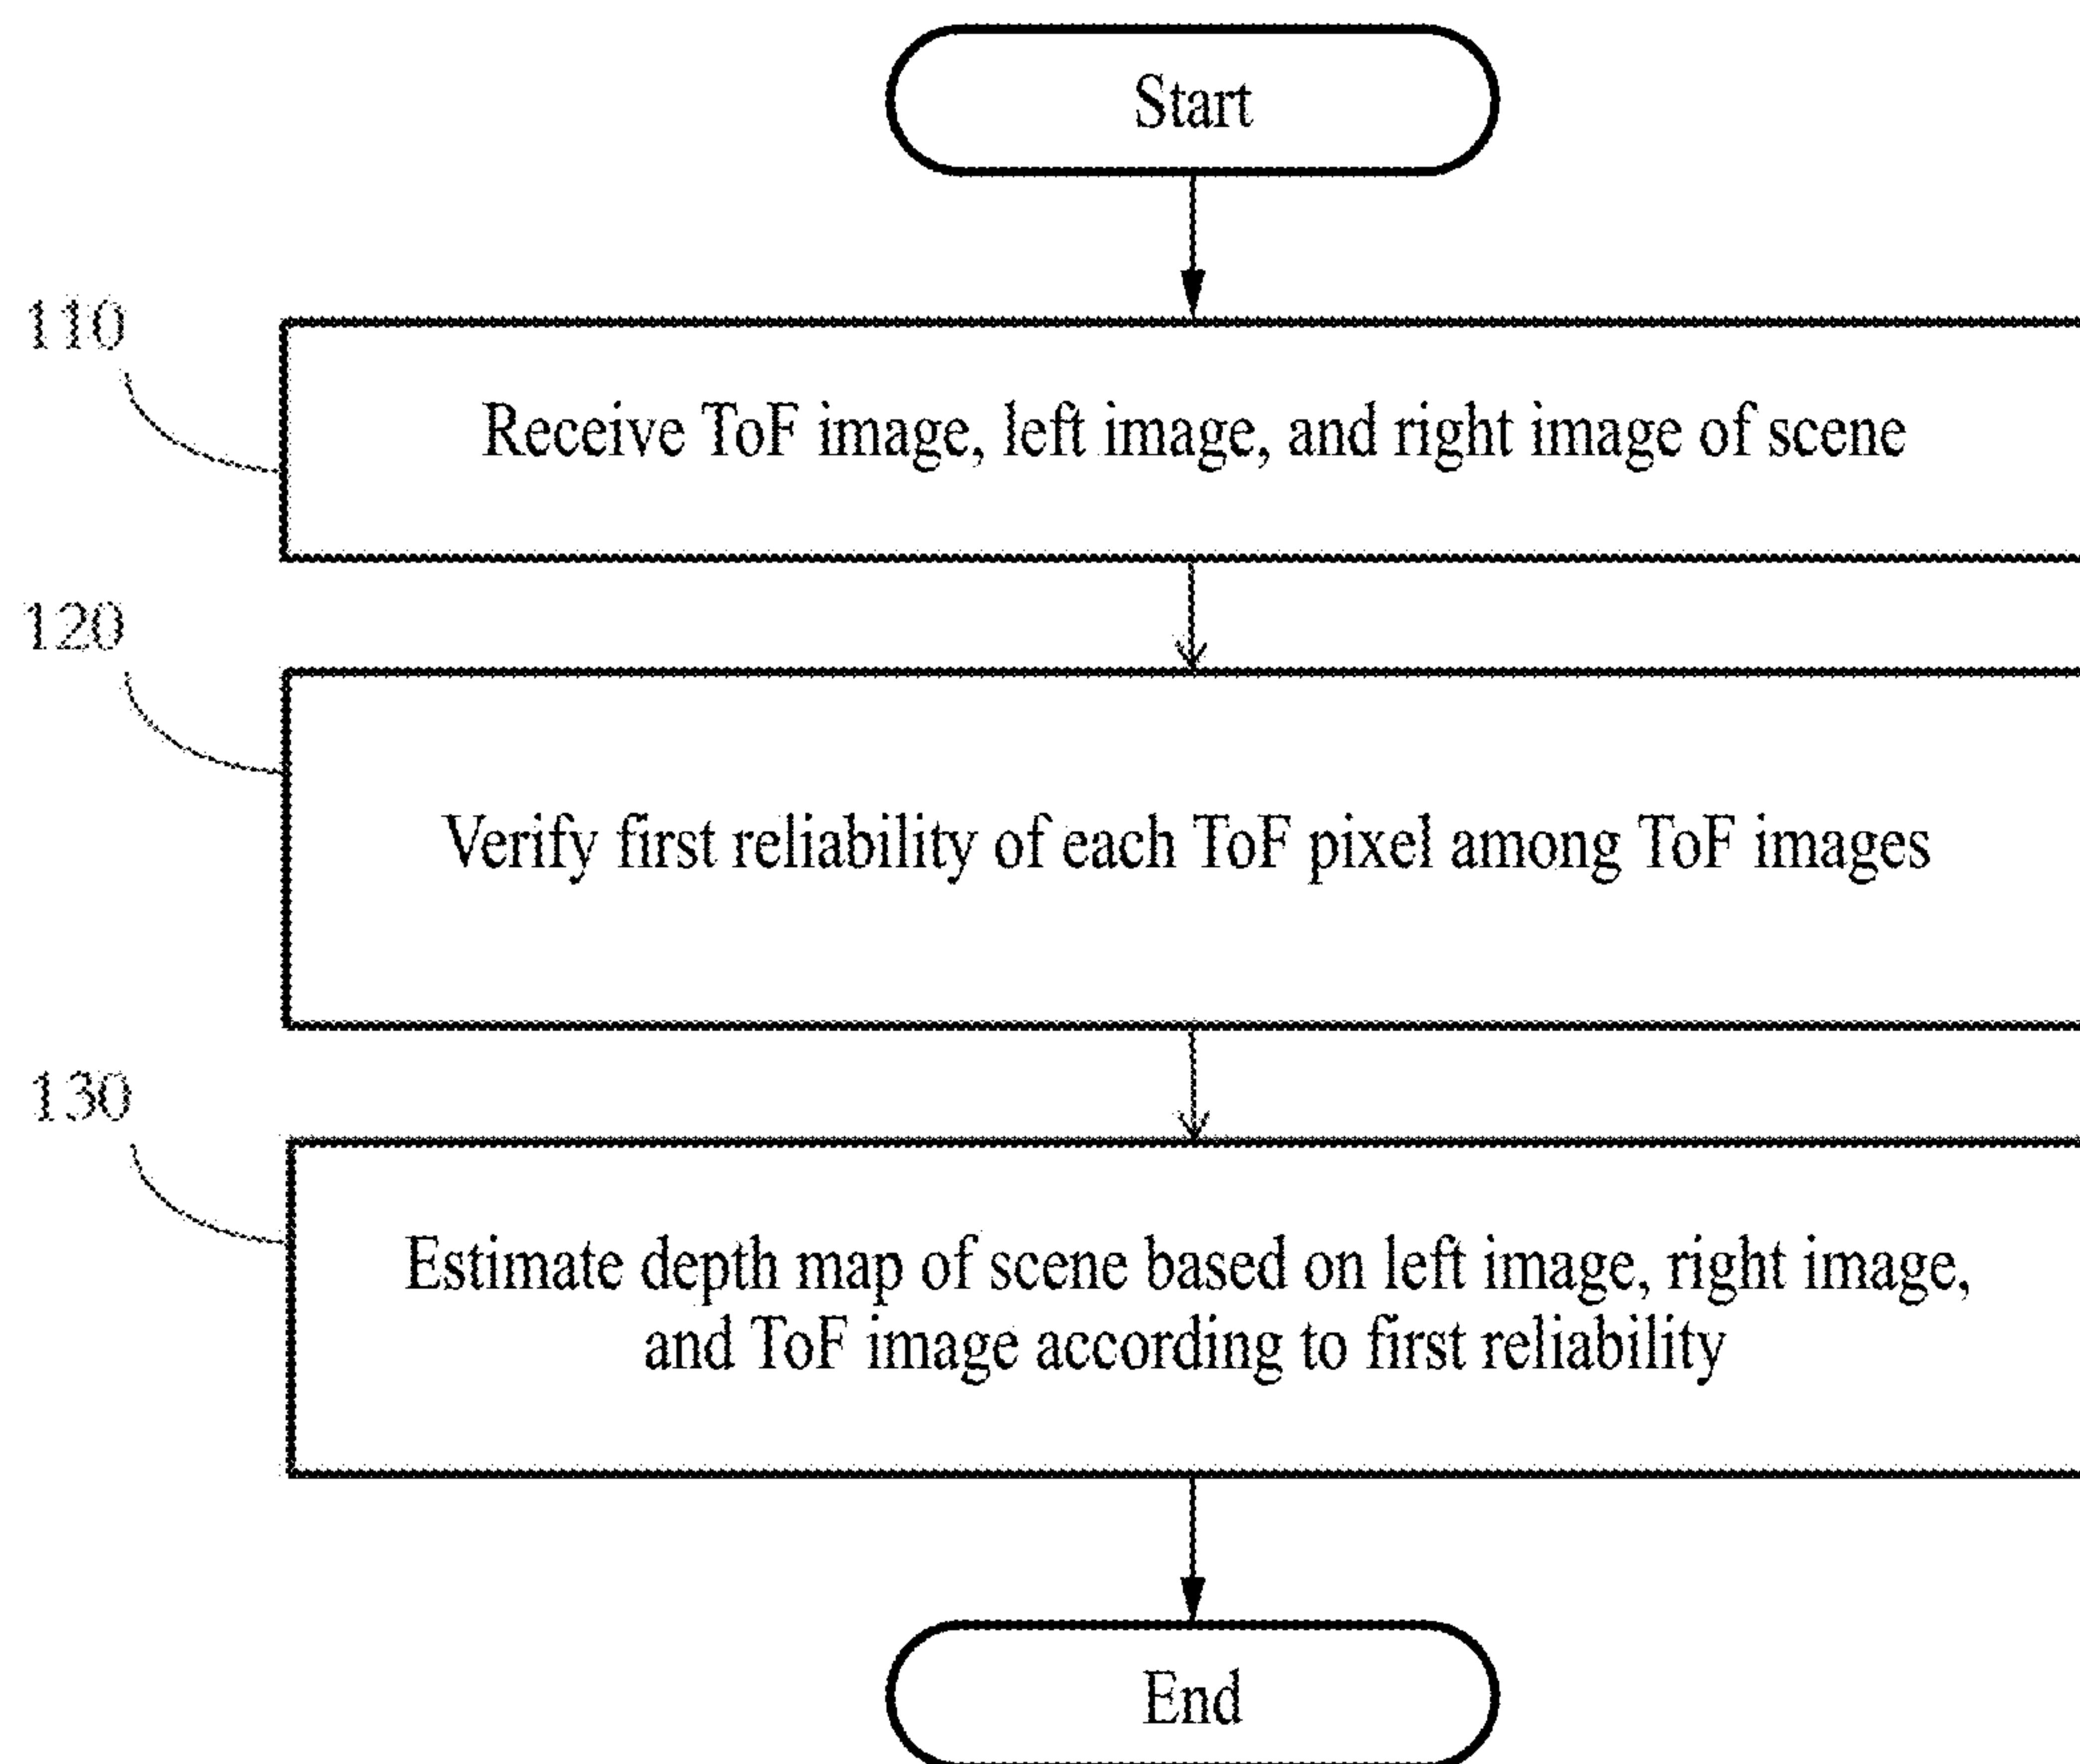 Start
110
Receive ToF image, left image, and right image of scene
120
Verify first reliability of each ToF pixel among ToF images
130
Estimate depth map of scene based on left image, right image,
and ToF image according to first reliability
End